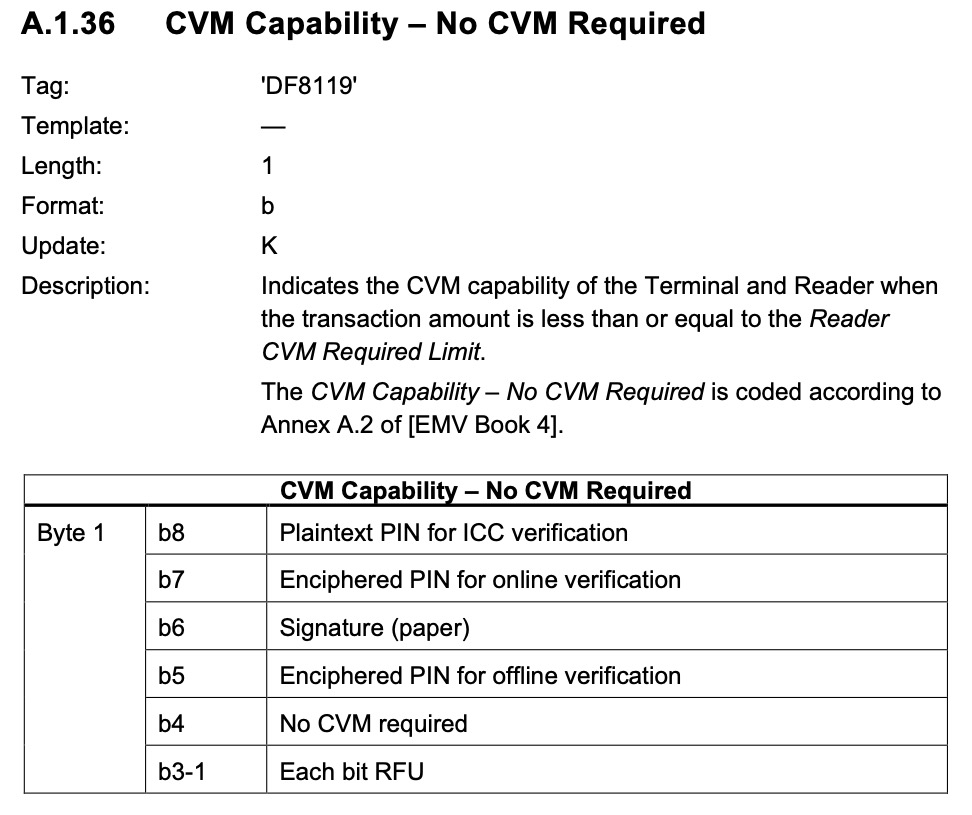 A.1.36 CVM Capability – No CVM Required
Tag: 'DF8119'
Template: —
Length: 1
Format: b
Update: K
Description: Indicates the CVM capability of the Terminal and Reader when
the transaction amount is less than or equal to the Reader
CVM Required Limit.
The CVM Capability – No CVM Required is coded according to
Annex A.2 of [EMV Book 4].
CVM Capability – No CVM Required
Byte 1 b8 Plaintext PIN for ICC verification
b7 Enciphered PIN for online verification
b6 Signature (paper)
b5 Enciphered PIN for offline verification
b4 No CVM required
b3-1 Each bit RFU